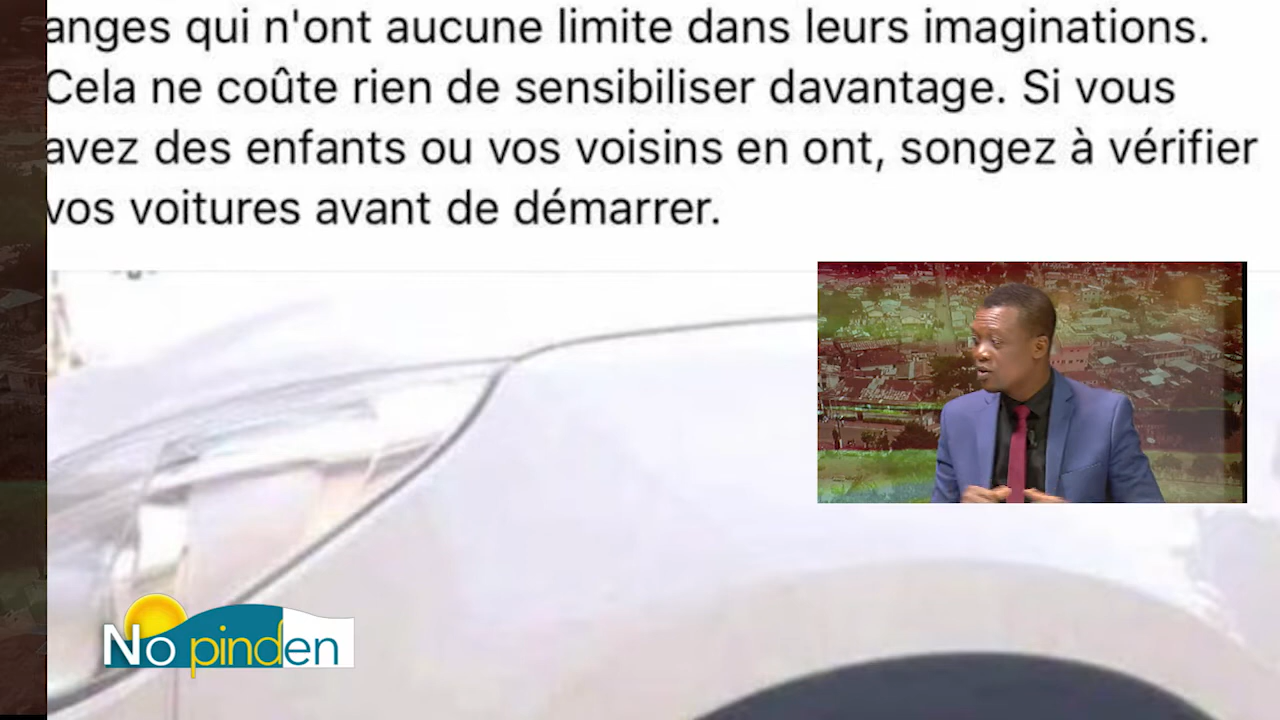 anges qui n'ont aucune limite dans leurs imaginations.
Cela ne coûte rien de sensibiliser davantage. Si vous
avez des enfants ou vos voisins en ont, songez à vérifier
vos voitures avant de démarrer.
No pinden